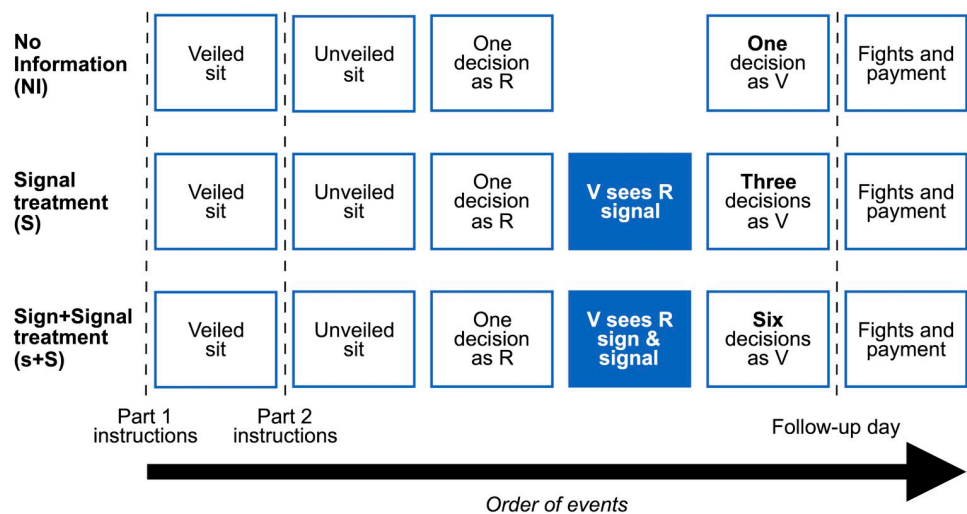 No
Information
(NI)
Veiled
sit
Unveiled
sit
One
decision
as R
One
decision
as V
Fights and
payment
Signal
treatment
(S)
Veiled
sit
Unveiled
sit
One
decision
as R
V sees R
signal
Three
decisions
as V
Fights and
payment
Sign+Signal
treatment
(s+S)
Veiled
sit
Unveiled
sit
One
decision
as R
V sees R
sign &
signal
Six
decisions
as V
Fights and
payment
Part 1
instructions
Part 2
instructions
Follow-up day
Order of events